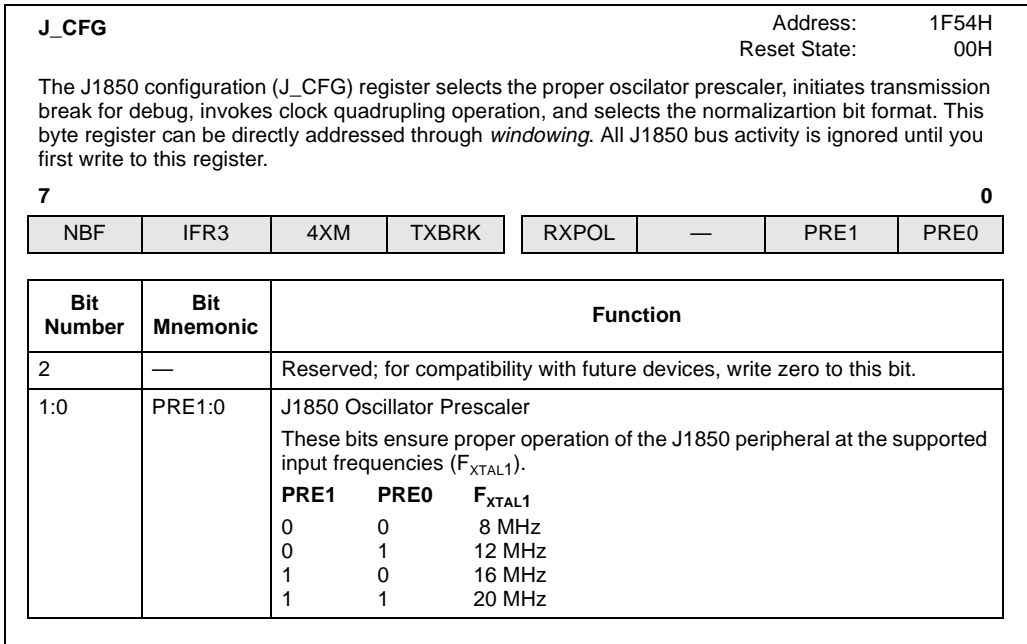 J_CFG Address: 1F54H
Reset State: 00H
The J1850 configuration (J_CFG) register selects the proper oscilator prescaler, initiates transmission
break for debug, invokes clock quadrupling operation, and selects the normalizartion bit format. This
byte register can be directly addressed through windowing. All J1850 bus activity is ignored until you
first write to this register.
7 0
NBF IFR3 4XM TXBRK RXPOL — PRE1 PRE0
Bit Number Bit Mnemonic Function
2 — Reserved; for compatibility with future devices, write zero to this bit.
1:0 PRE1:0 J1850 Oscillator Prescaler
These bits ensure proper operation of the J1850 peripheral at the supported
input frequencies (FXTAL1).
PRE1 PRE0 FXTAL1
0 0 8 MHz
0 1 12 MHz
1 0 16 MHz
1 1 20 MHz